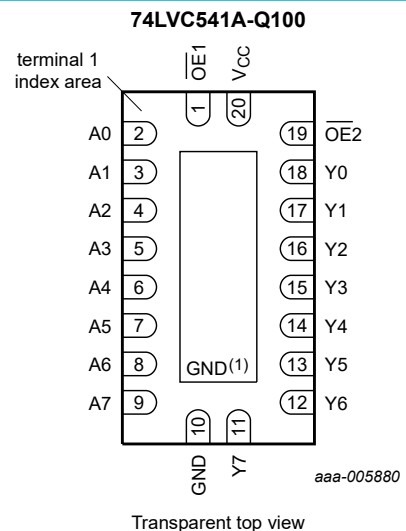 74LVC541A-Q100
terminal 1
index area
OE1
VCC
1
20
A0 2 19 OE2
A1 3 18 Y0
A2 4 17 Y1
A3 5 16 Y2
A4 6 15 Y3
A5 7 14 Y4
A6 8 GND(1) 13 Y5
A7 9 12 Y6
10
11
GND
Y7
aaa-005880
Transparent top view